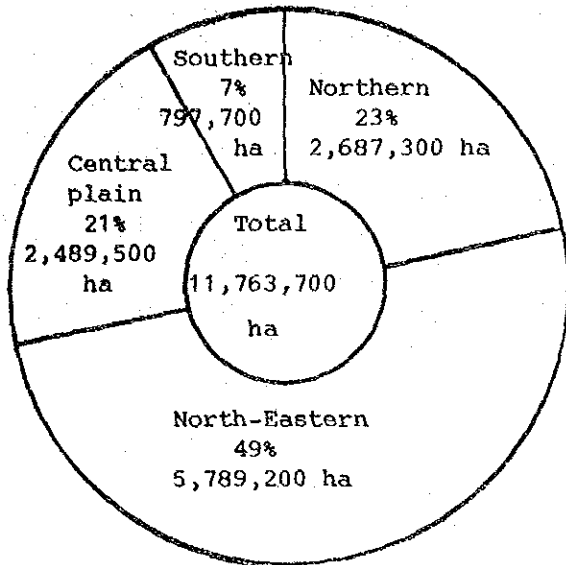 Southern
7%
797,700
ha
Northern
23%
2,687,300 ha
Central
plain
21%
2,489,500
ha
Total
11,763,700
ha
North-Eastern
49%
5,789,200 ha